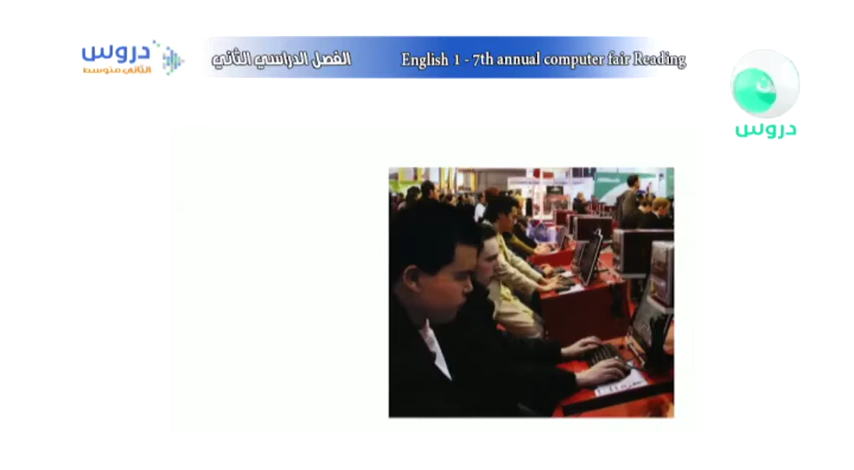 دروس
الثاني متوسط
الفصل الدراسي الثاني
English 1 - 7th annual computer fair Reading
دروس